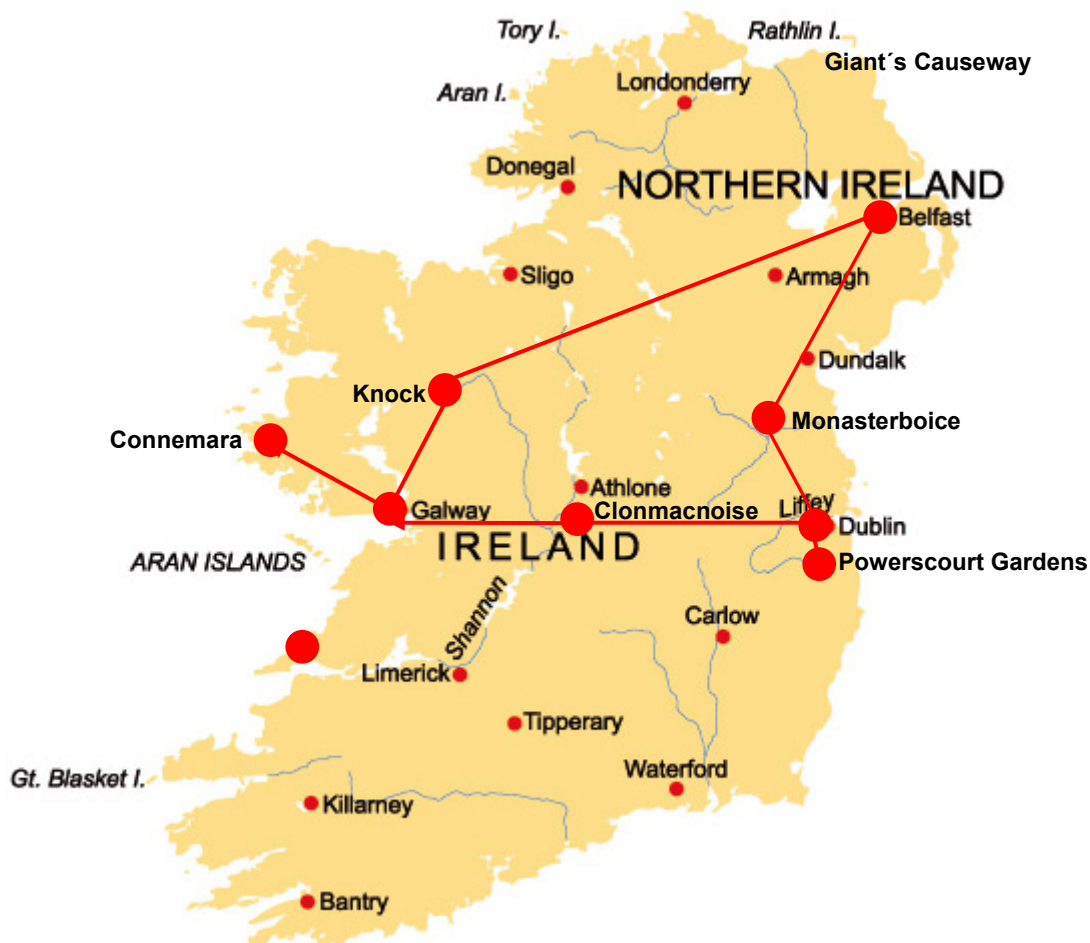 Tory I.
Rathlin I.
Giant´s Causeway
Londonderry
Aran I.
Donegal
NORTHERN IRELAND
Belfast
Sligo
Armagh
Dundalk
Knock
Monasterboice
Connemara
Athlone
Galway
Clonmacnoise
Liffey
Dublin
IRELAND
ARAN ISLANDS
Powerscourt Gardens
Shannon
Carlow
Limerick
Tipperary
Waterford
Gt. Blasket I.
Killarney
Bantry